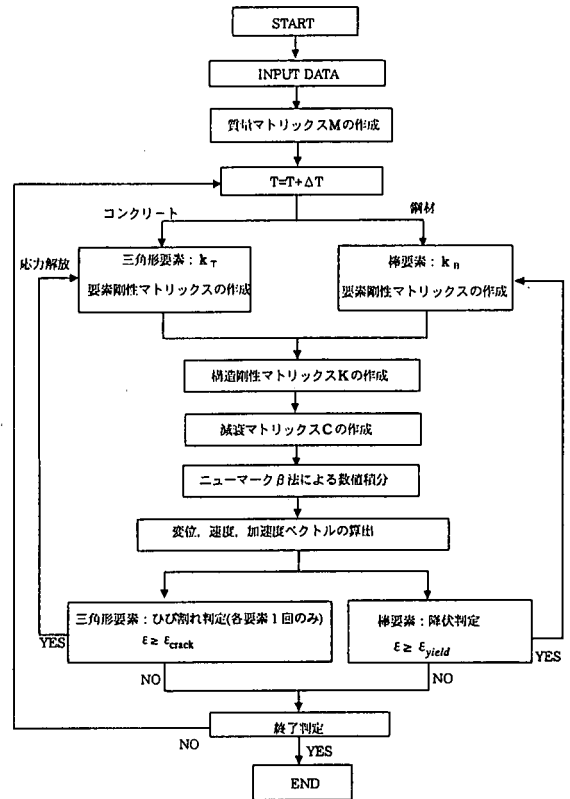 START
INPUT DATA
質量マトリックスMの作成
T=T+ΔT
コンクリート
鋼材
応力解放
三角形要素：kT
要素剛性マトリックスの作成
棒要素：kB
要素剛性マトリックスの作成
構造剛性マトリックスKの作成
減衰マトリックスCの作成
ニューマークβ法による数値積分
変位，速度，加速度ベクトルの算出
三角形要素：ひび割れ判定(各要素1回のみ)
ε≥εcrack
棒要素：降伏判定
ε≥εyield
YES
YES
NO
NO
終了判定
NO
YES
END